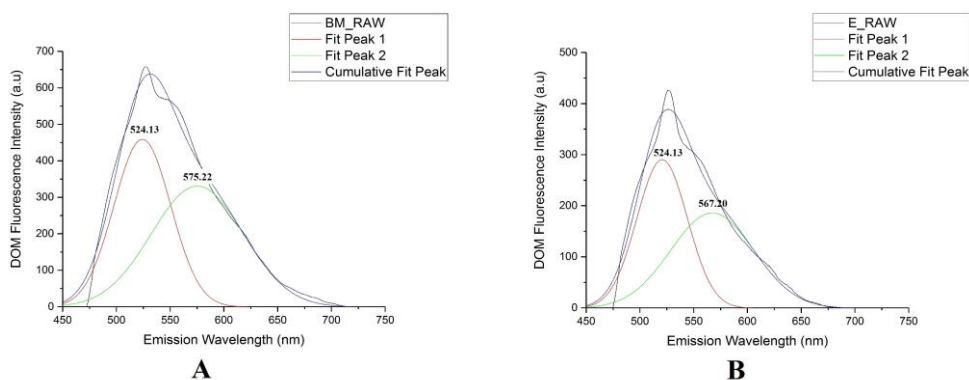 BM_RAW
Fit Peak 1
Fit Peak 2
Cumulative Fit Peak
700
600
500
400
300
200
100
0
DOM Fluorescence Intensity (a.u)
524.13
575.22
450 500 550 600 650 700 750
Emission Wavelength (nm)
A
E_RAW
Fit Peak 1
Fit Peak 2
Cumulative Fit Peak
500
400
300
200
100
0
DOM Fluorescence Intensity (a.u)
524.13
567.20
450 500 550 600 650 700 750
Emission Wavelength (nm)
B